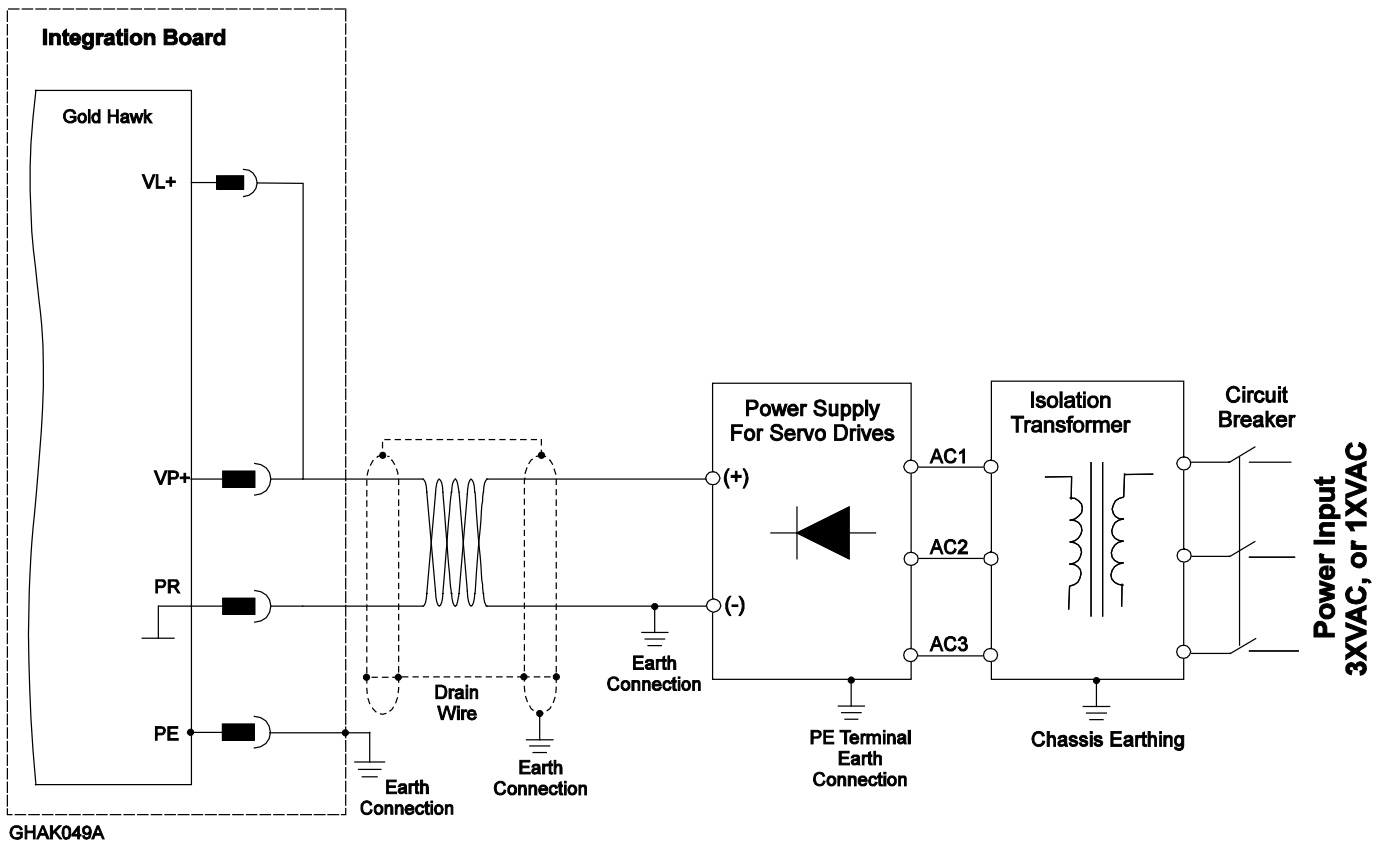 Integration Board
Gold Hawk
VL+
VP+
PR
PE
Drain
Wire
Earth
Connection
Earth
Connection
Earth
Connection
Power Supply
For Servo Drives
(+)
(-)
PE Terminal
Earth
Connection
AC1
AC2
AC3
Isolation
Transformer
Chassis Earthing
Circuit
Breaker
Power Input
3XVAC, or 1XVAC
GHAK049A